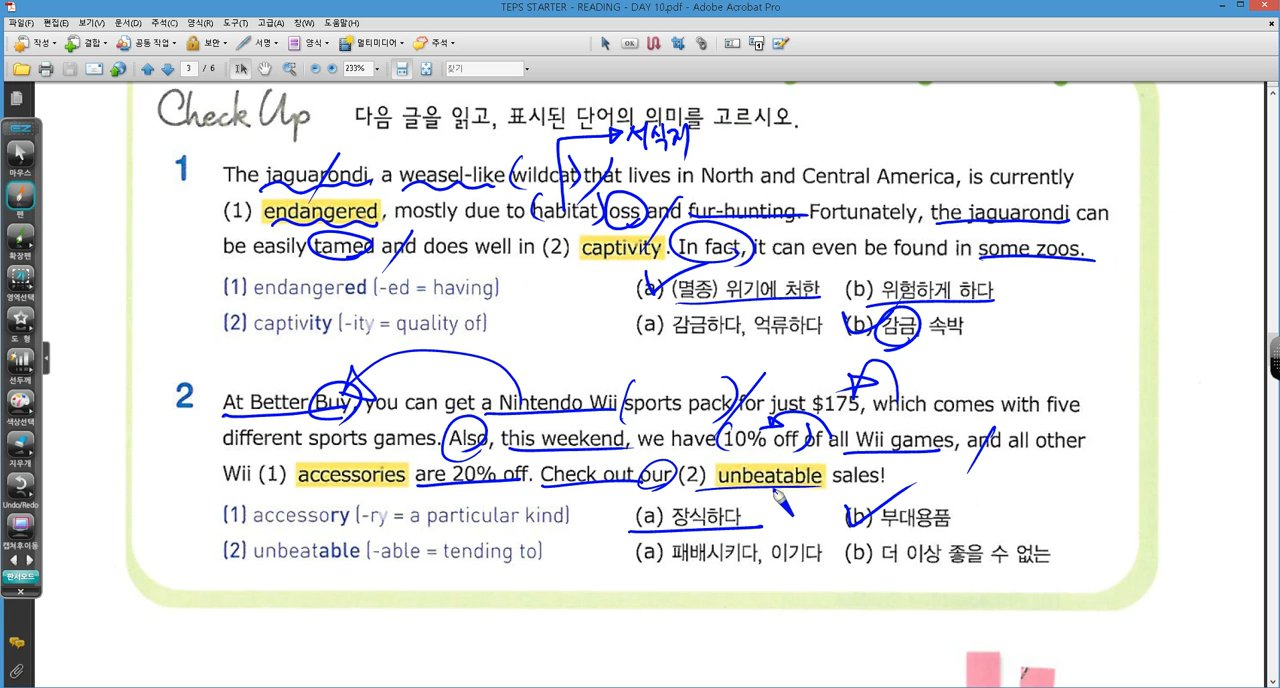 TEPS STARTER - READING - DAY 10.pdf - Adobe Acrobat Pro
파일(F) 편집(E) 보기(V) 문서(D) 주석(C) 양식(R) 도구(T) 고급(A) 창(W) 도움말(H)
작성 결합 공동 작업 보안 서명 양식 멀티미디어 주석 OK
3 / 6 233% 찾기
Check Up 다음 글을 읽고, 표시된 단어의 의미를 고르시오.
서식지
1 The jaguarondi, a weasel-like wildcat that lives in North and Central America, is currently
(1) endangered, mostly due to habitat loss and fur-hunting. Fortunately, the jaguarondi can
be easily tamed and does well in (2) captivity. In fact, it can even be found in some zoos.
(1) endangered (-ed = having) (a) (멸종) 위기에 처한 (b) 위험하게 하다
(2) captivity (-ity = quality of) (a) 감금하다, 억류하다 (b) 감금, 속박
2 At Better Buy, you can get a Nintendo Wii sports pack for just $175, which comes with five
different sports games. Also, this weekend, we have 10% off of all Wii games, and all other
Wii (1) accessories are 20% off. Check out our (2) unbeatable sales!
(1) accessory (-ry = a particular kind) (a) 장식하다 (b) 부대용품
(2) unbeatable (-able = tending to) (a) 패배시키다, 이기다 (b) 더 이상 좋을 수 없는
EZ
마우스
펜
확장펜
영역선택
도 형
선두께
색상선택
지우개
Undo/Redo
캡쳐후이동
판서모드